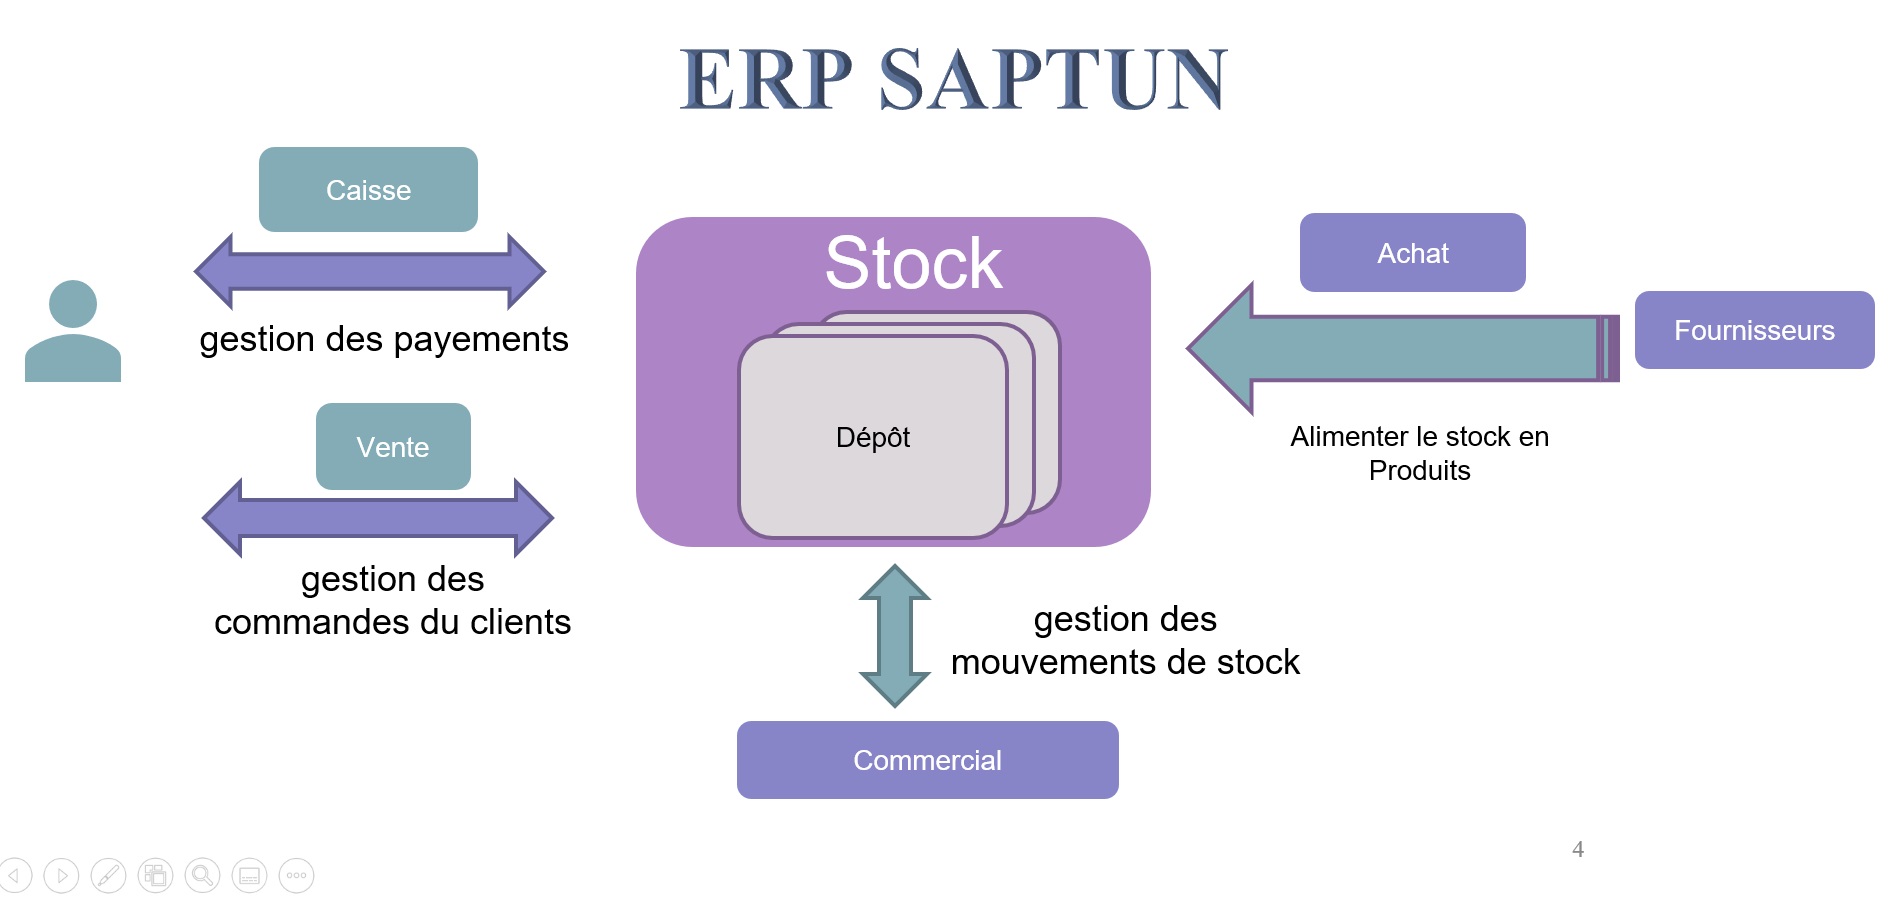 ERP SAPTUN
Caisse
gestion des payements
Vente
gestion des
commandes du clients
Stock
Dépôt
Achat
Fournisseurs
Alimenter le stock en
Produits
gestion des
mouvements de stock
Commercial
4